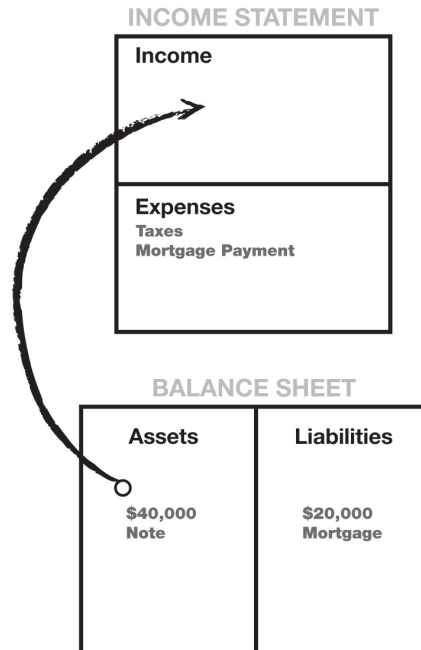 INCOME STATEMENT
Income
Expenses
Taxes
Mortgage Payment
BALANCE SHEET
Assets
Liabilities
$40,000
Note
$20,000
Mortgage